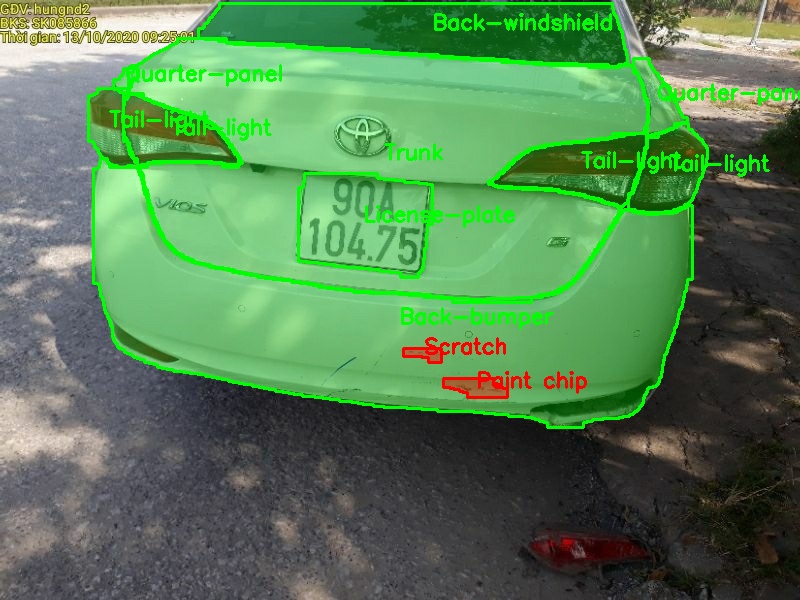 GĐV: hungnd2
BKS: SK085866
Thời gian: 13/10/2020 09:25:01
Back-windshield
Quarter-panel
Quarter-pan
Tail-light
Tail-light
Trunk
Tail-light
Tail-light
VIOS
90A
104.75
License-plate
G
Back-bumper
Scratch
Paint chip